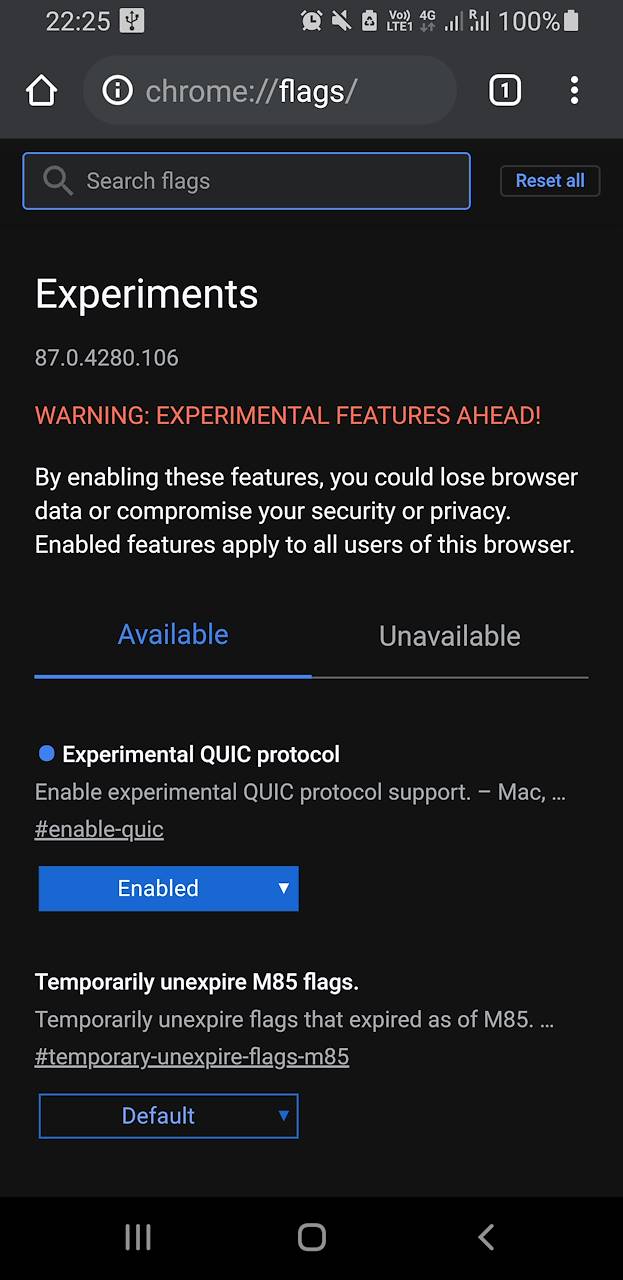 22:25 Vo)) LTE1 4G R 100%
chrome://flags/ 1
Search flags Reset all
Experiments
87.0.4280.106
WARNING: EXPERIMENTAL FEATURES AHEAD!
By enabling these features, you could lose browser
data or compromise your security or privacy.
Enabled features apply to all users of this browser.
Available Unavailable
Experimental QUIC protocol
Enable experimental QUIC protocol support. – Mac, ...
#enable-quic
Enabled
Temporarily unexpire M85 flags.
Temporarily unexpire flags that expired as of M85. ...
#temporary-unexpire-flags-m85
Default